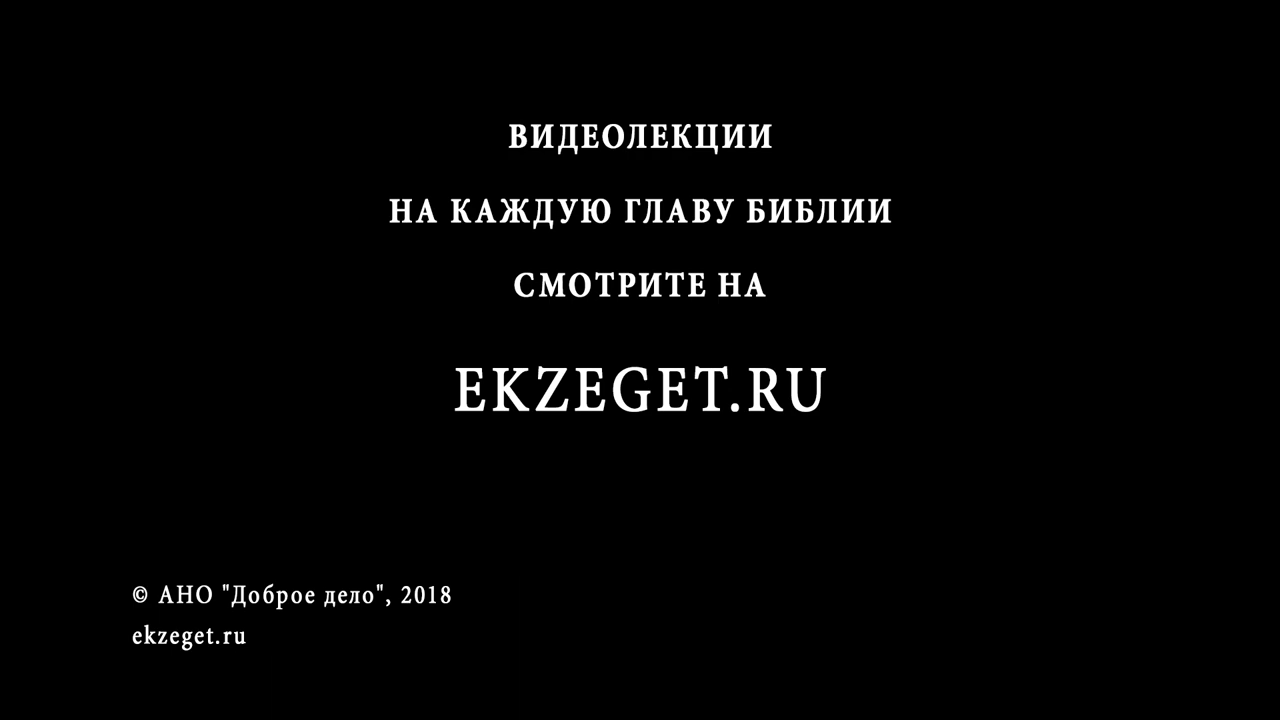 ВИДЕОЛЕКЦИИ
НА КАЖДУЮ ГЛАВУ БИБЛИИ
СМОТРИТЕ НА
EKZEGET.RU
© АНО "Доброе дело", 2018
ekzeget.ru